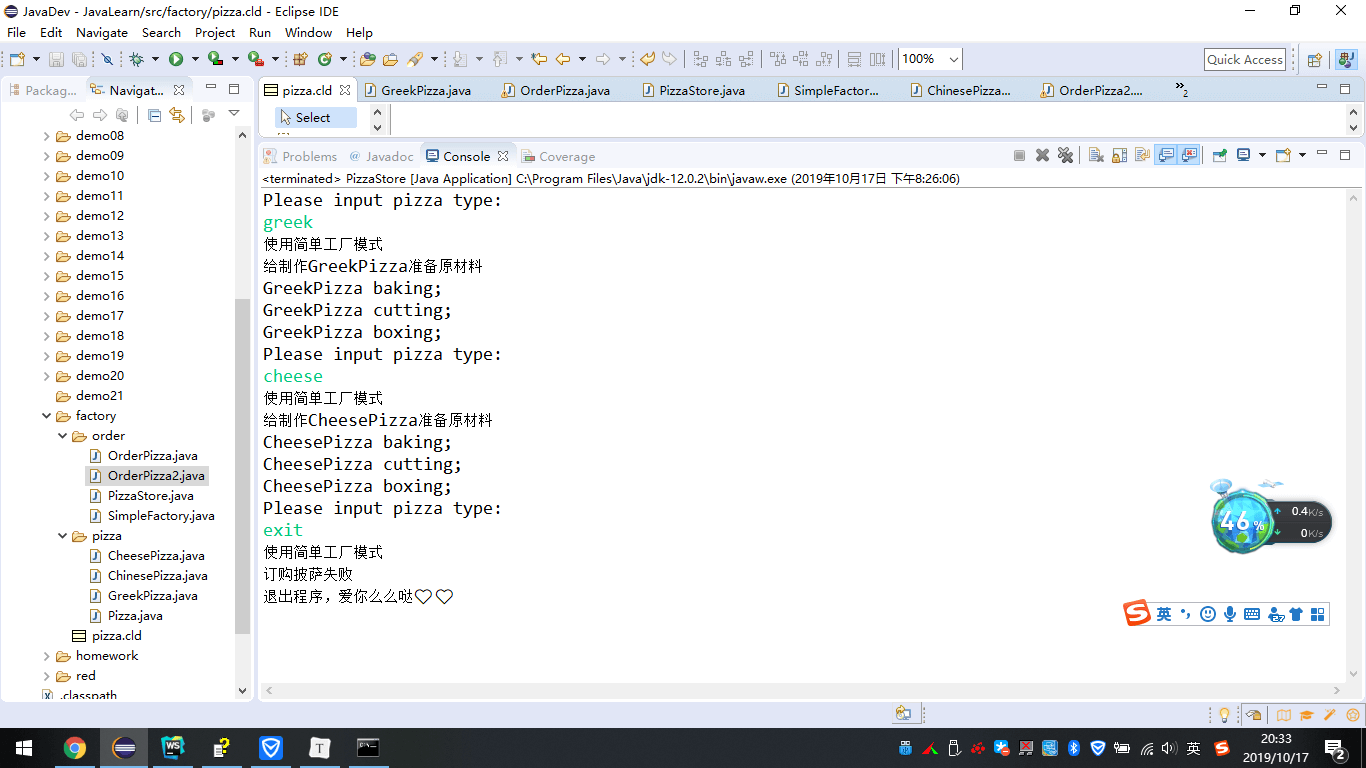 JavaDev - JavaLearn/src/factory/pizza.cld - Eclipse IDE
File Edit Navigate Search Project Run Window Help
100%
Quick Access
Packag...
Navigat...
pizza.cld
GreekPizza.java
OrderPizza.java
PizzaStore.java
SimpleFactor...
ChinesePizza...
OrderPizza2....
»2
Select
demo08
demo09
demo10
demo11
demo12
demo13
demo14
demo15
demo16
demo17
demo18
demo19
demo20
demo21
factory
order
OrderPizza.java
OrderPizza2.java
PizzaStore.java
SimpleFactory.java
pizza
CheesePizza.java
ChinesePizza.java
GreekPizza.java
Pizza.java
pizza.cld
homework
red
.classpath
Problems @ Javadoc Console Coverage
<terminated> PizzaStore [Java Application] C:\Program Files\Java\jdk-12.0.2\bin\javaw.exe (2019年10月17日 下午8:26:06)
Please input pizza type:
greek
使用简单工厂模式
给制作GreekPizza准备原材料
GreekPizza baking;
GreekPizza cutting;
GreekPizza boxing;
Please input pizza type:
cheese
使用简单工厂模式
给制作CheesePizza准备原材料
CheesePizza baking;
CheesePizza cutting;
CheesePizza boxing;
Please input pizza type:
exit
使用简单工厂模式
订购披萨失败
退出程序，爱你么么哒♡♡
46%
0.4K/s
0K/s
S 英
WS
T
英
S
20:33
2019/10/17
2